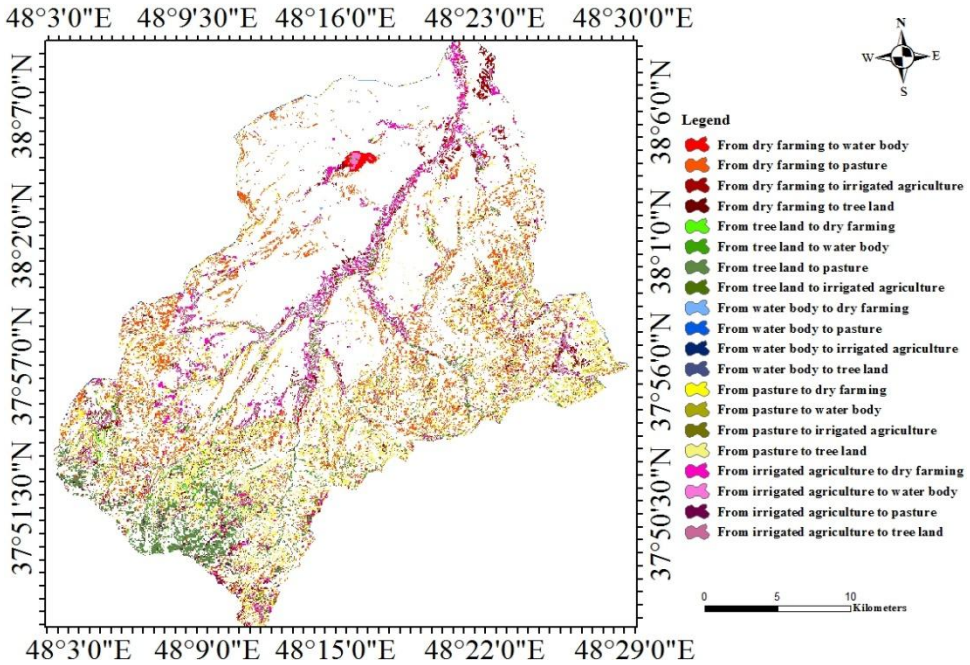 48°3'0"E 48°9'30"E 48°16'0"E 48°23'0"E 48°30'0"E
N
W E
S
38°7'0"N
38°2'0"N
37°57'0"N
37°51'30"N
38°6'0"N
38°1'0"N
37°56'0"N
37°50'30"N
Legend
From dry farming to water body
From dry farming to pasture
From dry farming to irrigated agriculture
From dry farming to tree land
From tree land to dry farming
From tree land to water body
From tree land to pasture
From tree land to irrigated agriculture
From water body to dry farming
From water body to pasture
From water body to irrigated agriculture
From water body to tree land
From pasture to dry farming
From pasture to water body
From pasture to irrigated agriculture
From pasture to tree land
From irrigated agriculture to dry farming
From irrigated agriculture to water body
From irrigated agriculture to pasture
From irrigated agriculture to tree land
0 5 10
Kilometers
48°3'0"E 48°9'0"E 48°15'0"E 48°22'0"E 48°29'0"E